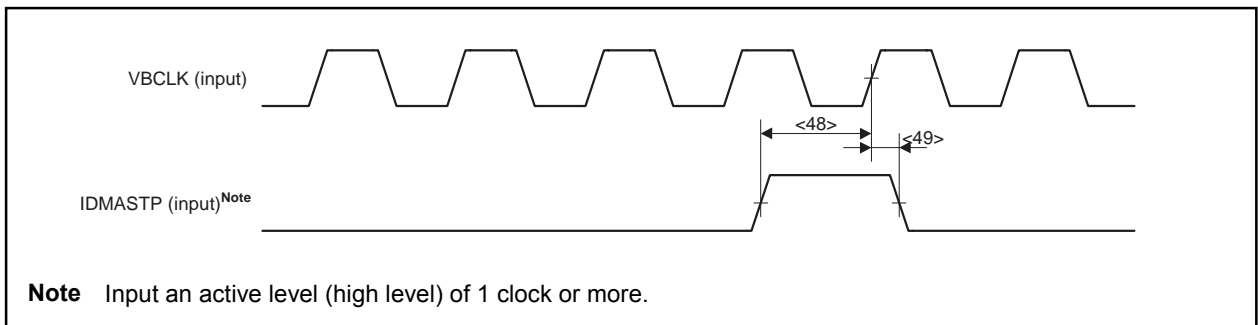 VBCLK (input)
<48>
<49>
IDMASTP (input)Note
Note Input an active level (high level) of 1 clock or more.